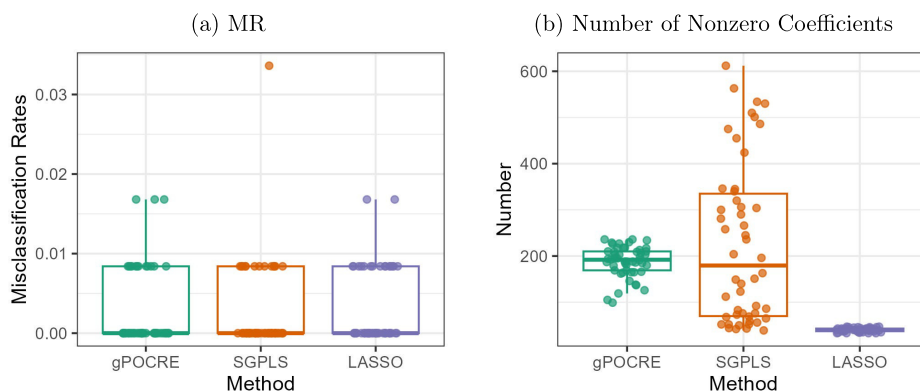 (a) MR
Misclassification Rates
0.03
0.02
0.01
0.00
gPOCRE SGPLS LASSO
Method
(b) Number of Nonzero Coefficients
Number
600
400
200
gPOCRE SGPLS LASSO
Method